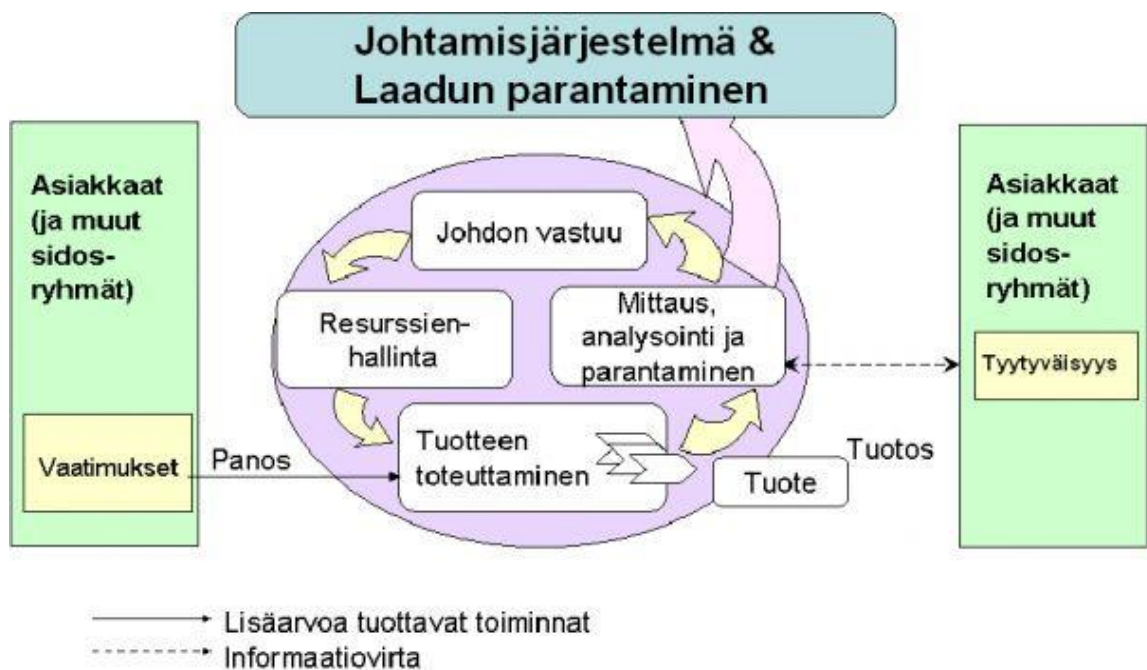 Johtamisjärjestelmä &
Laadun parantaminen
Asiakkaat
(ja muut
sidos-
ryhmät)
Vaatimukset
Panos
Johdon vastuu
Resurssien-
hallinta
Mittaus,
analysointi ja
parantaminen
Tuotteen
toteuttaminen
Tuote
Tuotos
Asiakkaat
(ja muut
sidos-
ryhmät)
Tyytyväisyys
Lisäarvoa tuottavat toiminnat
Informaatiovirta